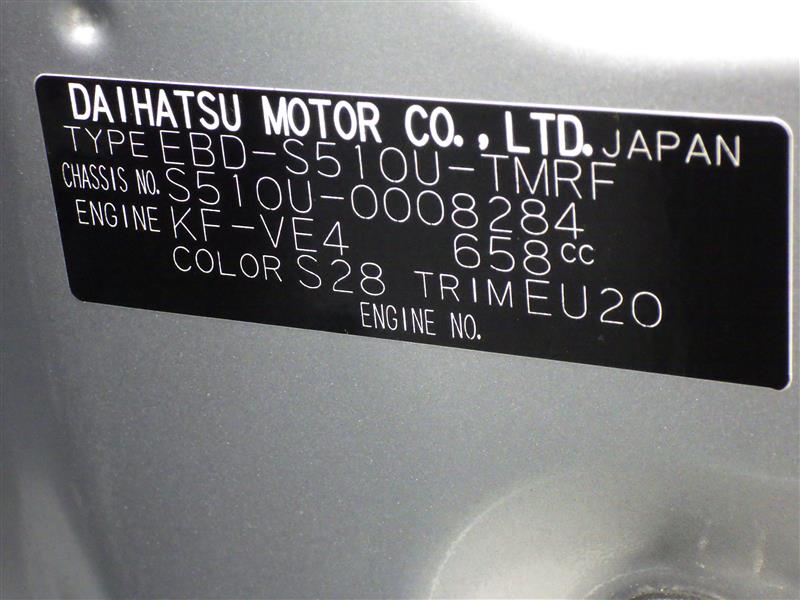 DAIHATSU MOTOR CO., LTD. JAPAN
TYPE EBD-S510U-TMRF
CHASSIS NO. S510U-0008284
ENGINE KF-VE4 658cc
COLOR S28 TRIM EU20
ENGINE NO.